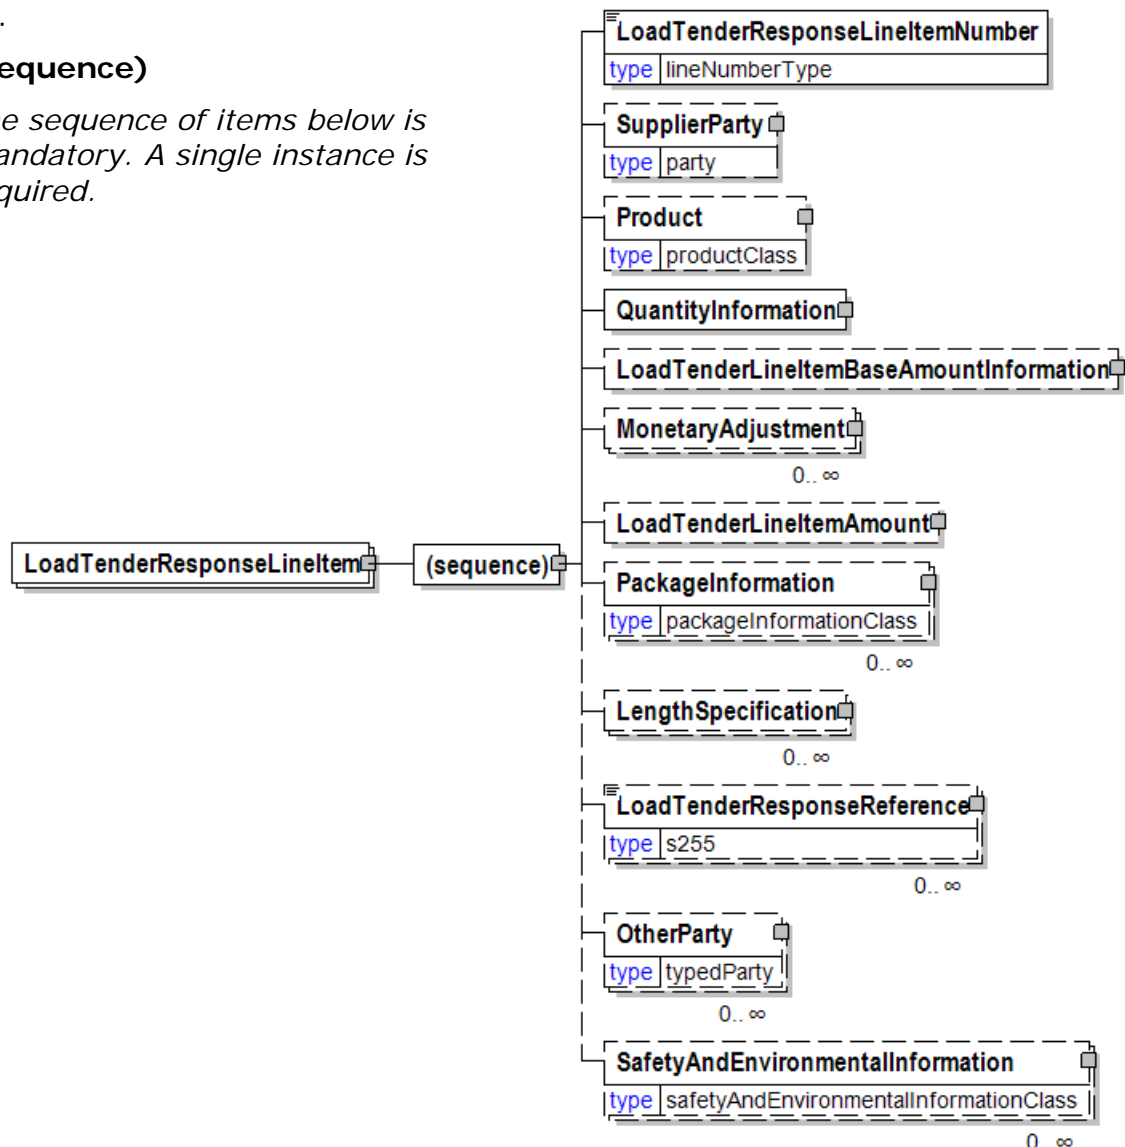 .
equence)
e sequence of items below is
andatory. A single instance is
quired.
LoadTenderResponseLineItem
(sequence)
LoadTenderResponseLineItemNumber
type lineNumberType
SupplierParty
type party
Product
type productClass
QuantityInformation
LoadTenderLineItemBaseAmountInformation
MonetaryAdjustment
0.. ∞
LoadTenderLineItemAmount
PackageInformation
type packageInformationClass
0.. ∞
LengthSpecification
0.. ∞
LoadTenderResponseReference
type s255
0.. ∞
OtherParty
type typedParty
0.. ∞
SafetyAndEnvironmentalInformation
type safetyAndEnvironmentalInformationClass
0.. ∞